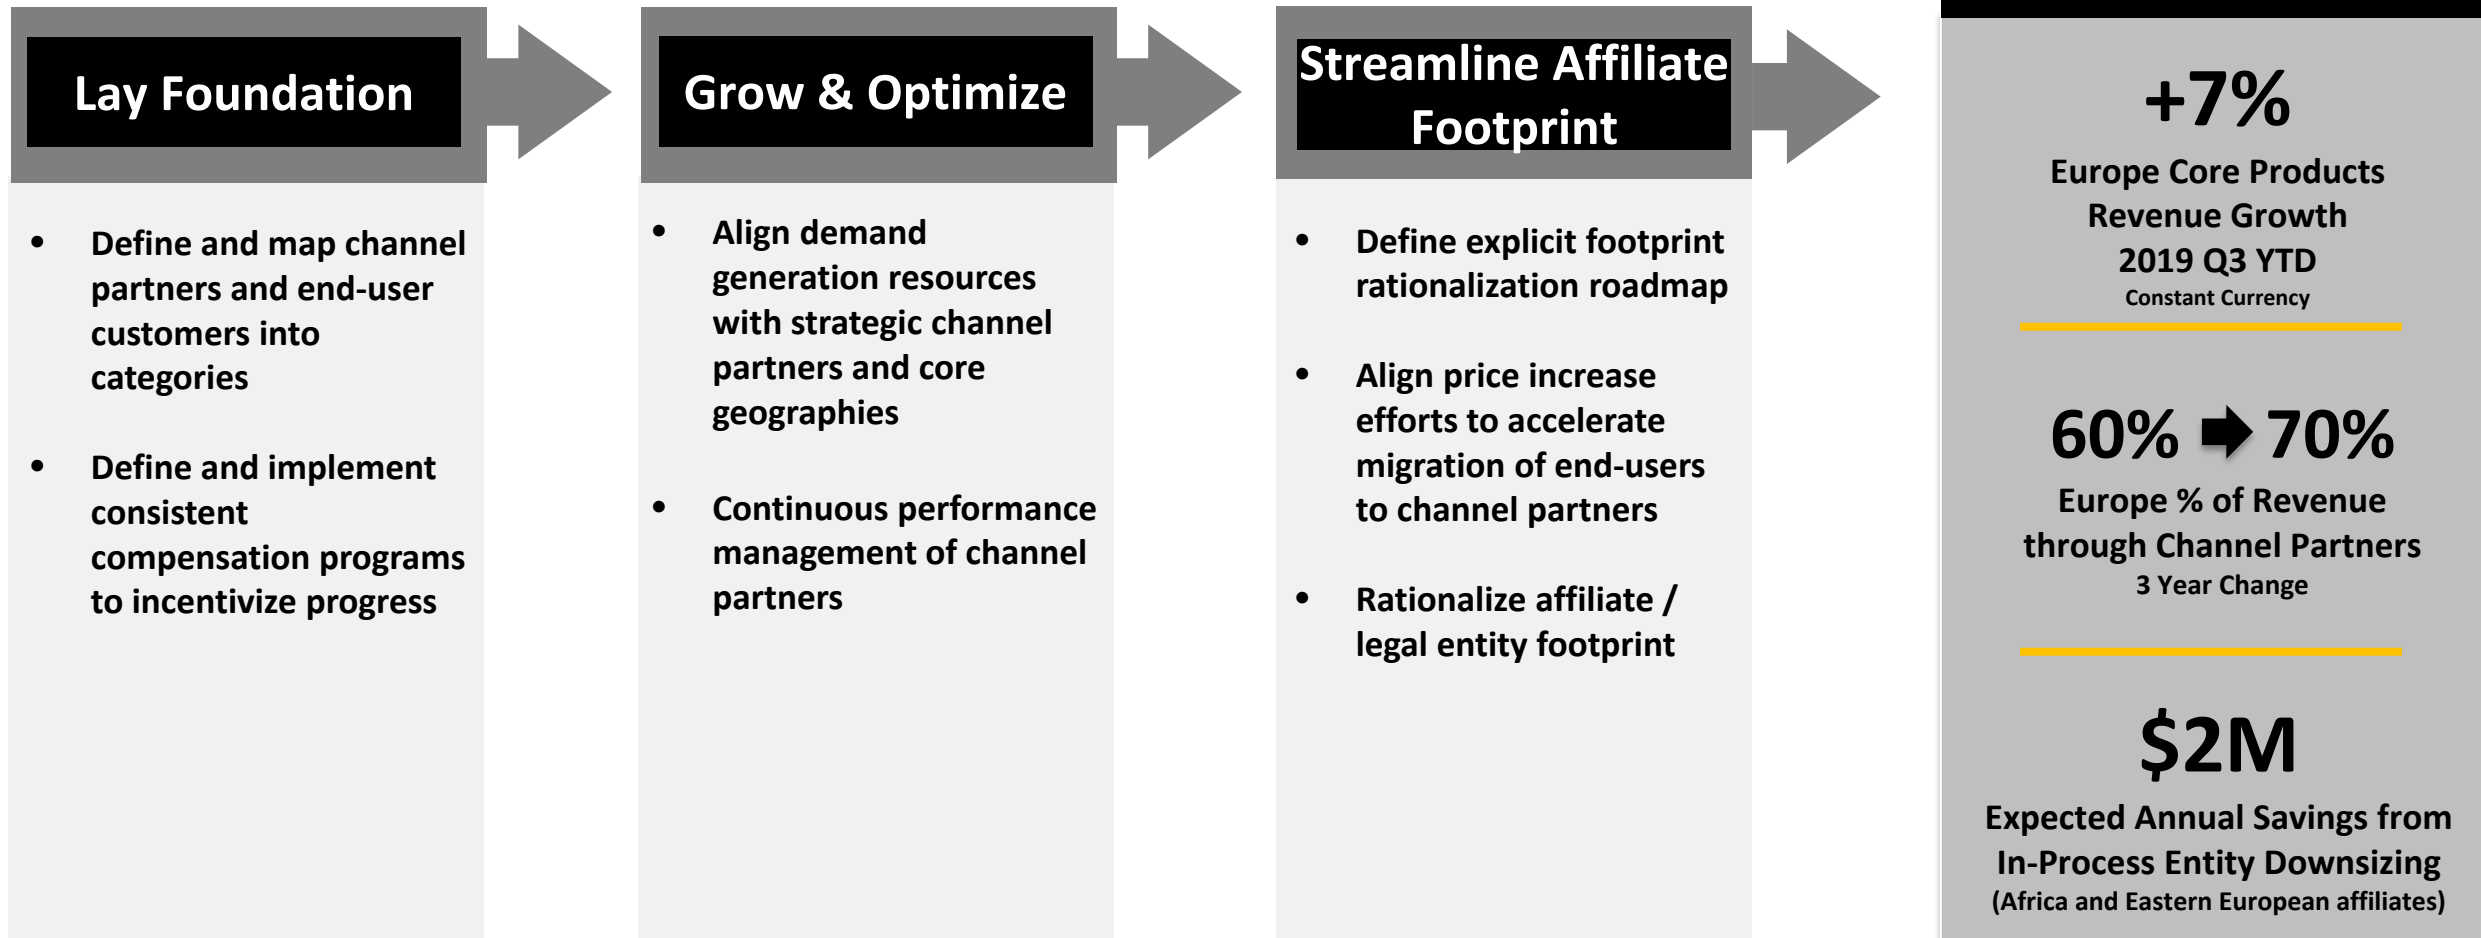 Lay Foundation
• Define and map channel
partners and end-user
customers into
categories
• Define and implement
consistent
compensation programs
to incentivize progress
Grow & Optimize
• Align demand
generation resources
with strategic channel
partners and core
geographies
• Continuous performance
management of channel
partners
Streamline Affiliate
Footprint
• Define explicit footprint
rationalization roadmap
• Align price increase
efforts to accelerate
migration of end-users
to channel partners
• Rationalize affiliate /
legal entity footprint
+7%
Europe Core Products
Revenue Growth
2019 Q3 YTD
Constant Currency
60% 70%
Europe % of Revenue
through Channel Partners
3 Year Change
$2M
Expected Annual Savings from
In-Process Entity Downsizing
(Africa and Eastern European affiliates)